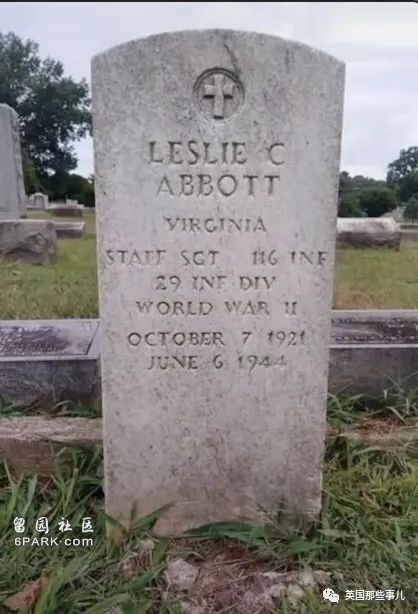 LESLIE C
ABBOTT
VIRGINIA
STAFF SGT 116 INF
29 INF DIV
WORLD WAR II
OCTOBER 7 1921
JUNE 6 1944
留园社区
6PARK.COM
英国那些事儿